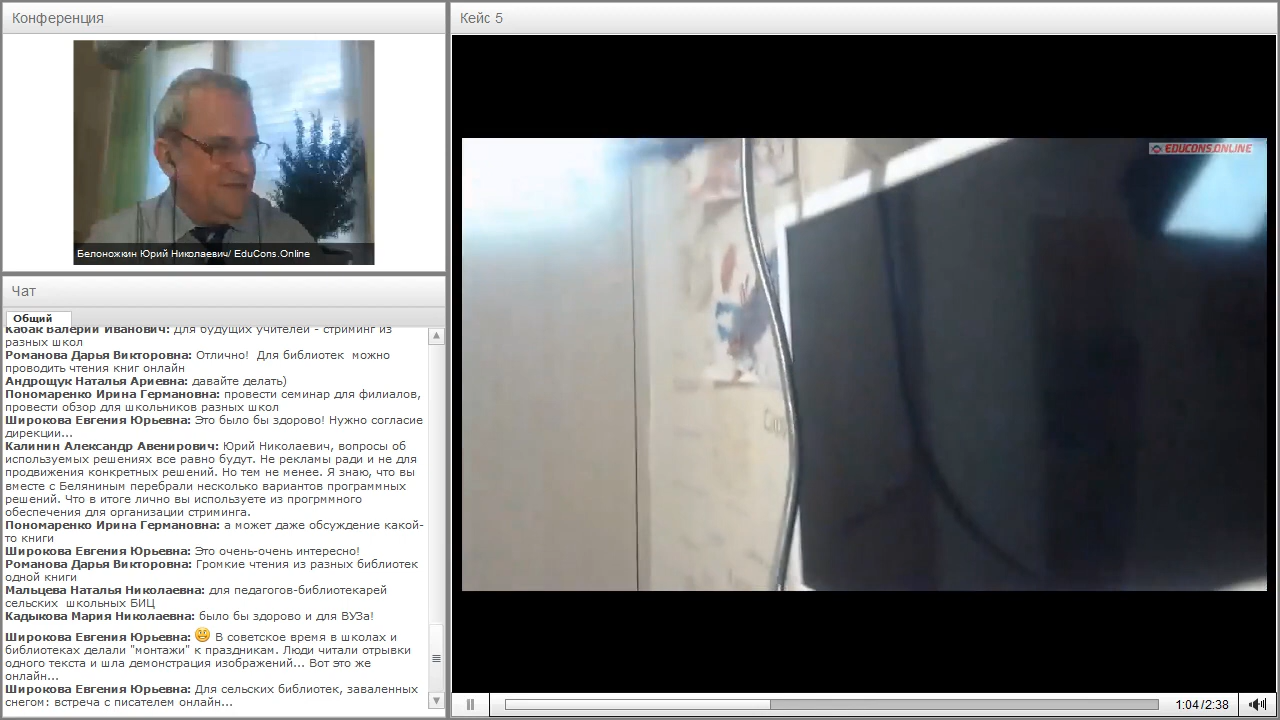 Конференция
Белоножкин Юрий Николаевич/ EduCons.Online
Чат
Общий
Кабак Валерий Иванович: Для будущих учителей - стриминг из
разных школ
Романова Дарья Викторовна: Отлично!  Для библиотек  можно
проводить чтения книг онлайн
Андрощук Наталья Ариевна: давайте делать)
Пономаренко Ирина Германовна: провести семинар для филиалов,
провести обзор для школьников разных школ
Широкова Евгения Юрьевна: Это было бы здорово! Нужно согласие
дирекции...
Калинин Александр Авенирович: Юрий Николаевич, вопросы об
используемых решениях все равно будут. Не рекламы ради и не для
продвижения конкретных решений. Но тем не менее. Я знаю, что вы
вместе с Беляниным перебрали несколько вариантов программных
решений. Что в итоге лично вы используете из прогрммного
обеспечения для организации стриминга.
Пономаренко Ирина Германовна: а может даже обсуждение какой-
то книги
Широкова Евгения Юрьевна: Это очень-очень интересно!
Романова Дарья Викторовна: Громкие чтения из разных библиотек
одной книги
Мальцева Наталья Николаевна: для педагогов-библиотекарей
сельских  школьных БИЦ
Кадыкова Мария Николаевна: было бы здорово и для ВУЗа!
Широкова Евгения Юрьевна: В советское время в школах и
библиотеках делали "монтажи" к праздникам. Люди читали отрывки
одного текста и шла демонстрация изображений... Вот это же
онлайн...
Широкова Евгения Юрьевна: Для сельских библиотек, заваленных
снегом: встреча с писателем онлайн...
Кейс 5
EDUCONS.ONLINE
1:04/2:38